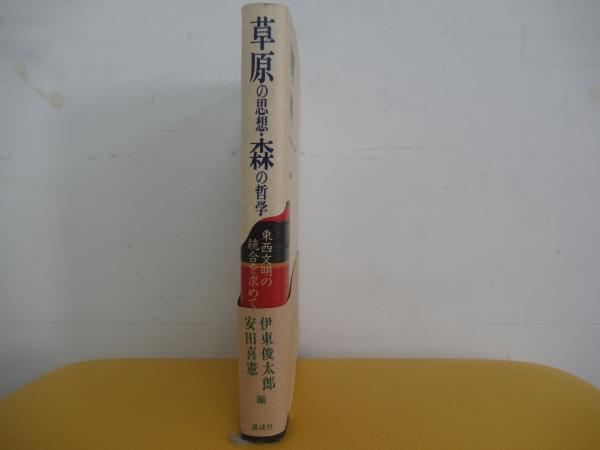 草原の思想・森の哲学
東西文明の
統合を求めて
伊東俊太郎
安田喜憲
編
講談社